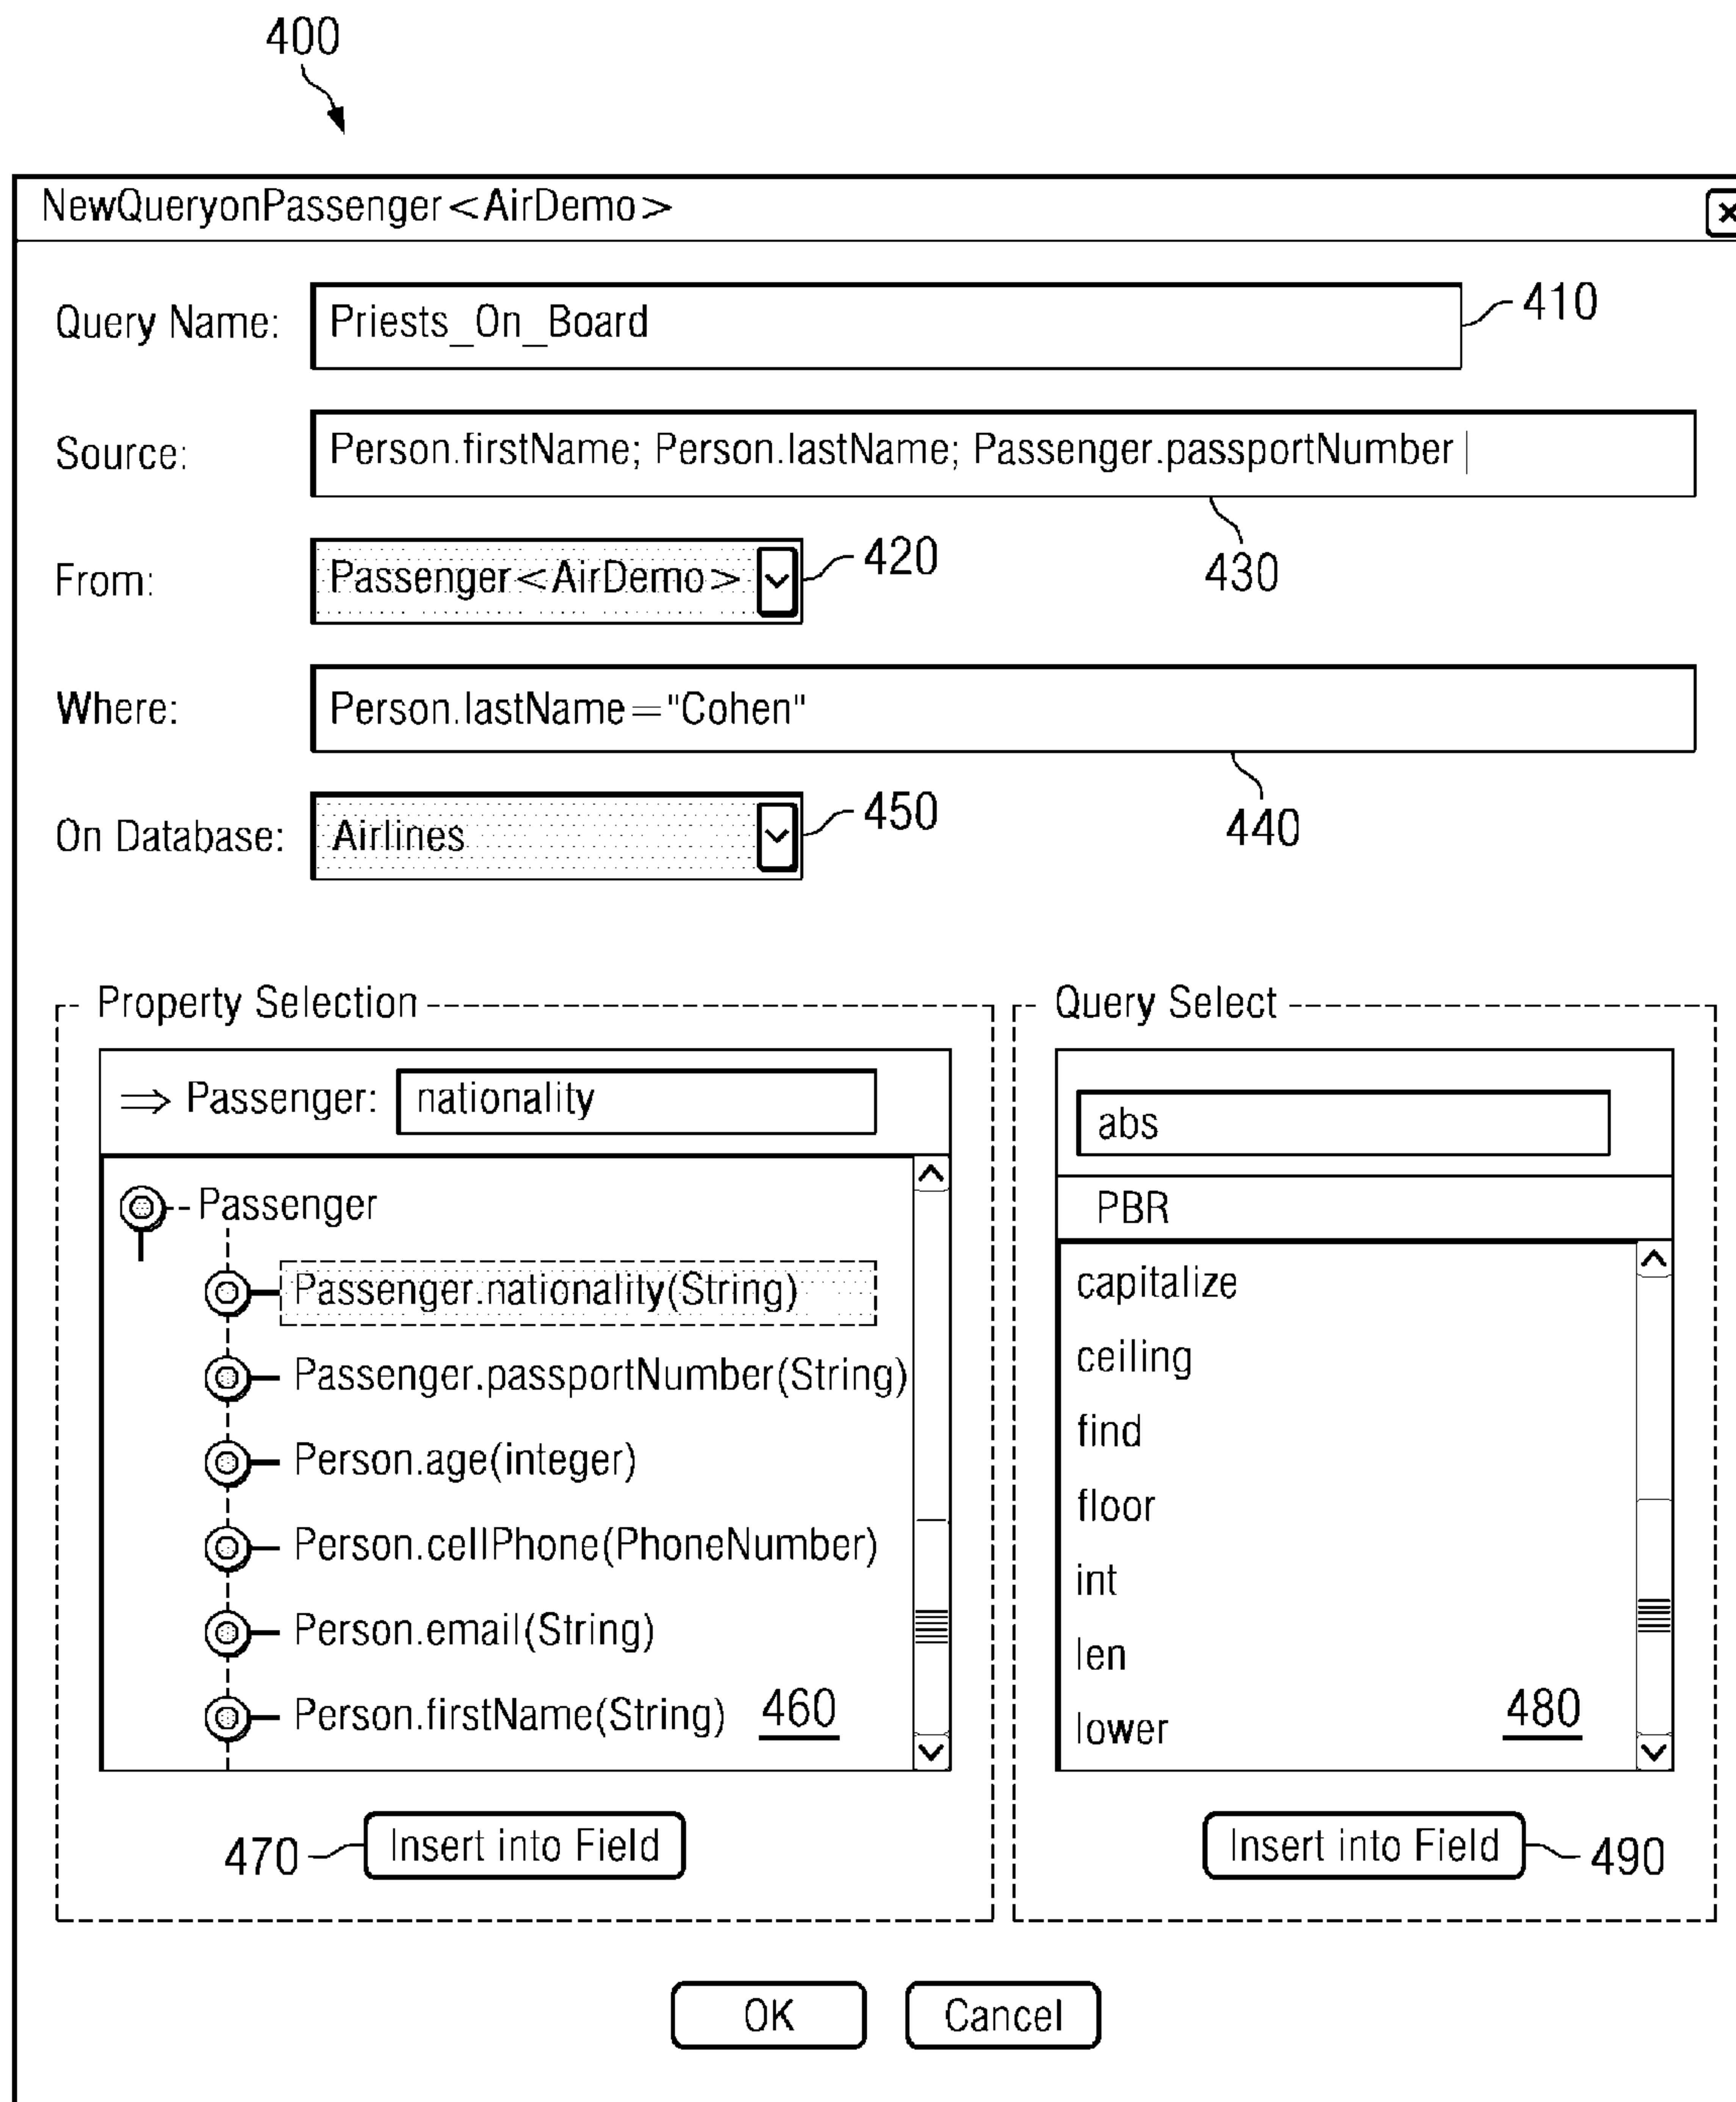 400
NewQueryonPassenger<AirDemo>
Query Name: Priests_On_Board 410
Source: Person.firstName; Person.lastName; Passenger.passportNumber
430
From: Passenger<AirDemo> 420
Where: Person.lastName="Cohen"
440
On Database: Airlines 450
Property Selection
⇒ Passenger: nationality
Passenger
Passenger.nationality(String)
Passenger.passportNumber(String)
Person.age(integer)
Person.cellPhone(PhoneNumber)
Person.email(String)
Person.firstName(String) 460
470 Insert into Field
Query Select
abs
PBR
capitalize
ceiling
find
floor
int
len
lower 480
Insert into Field 490
OK Cancel